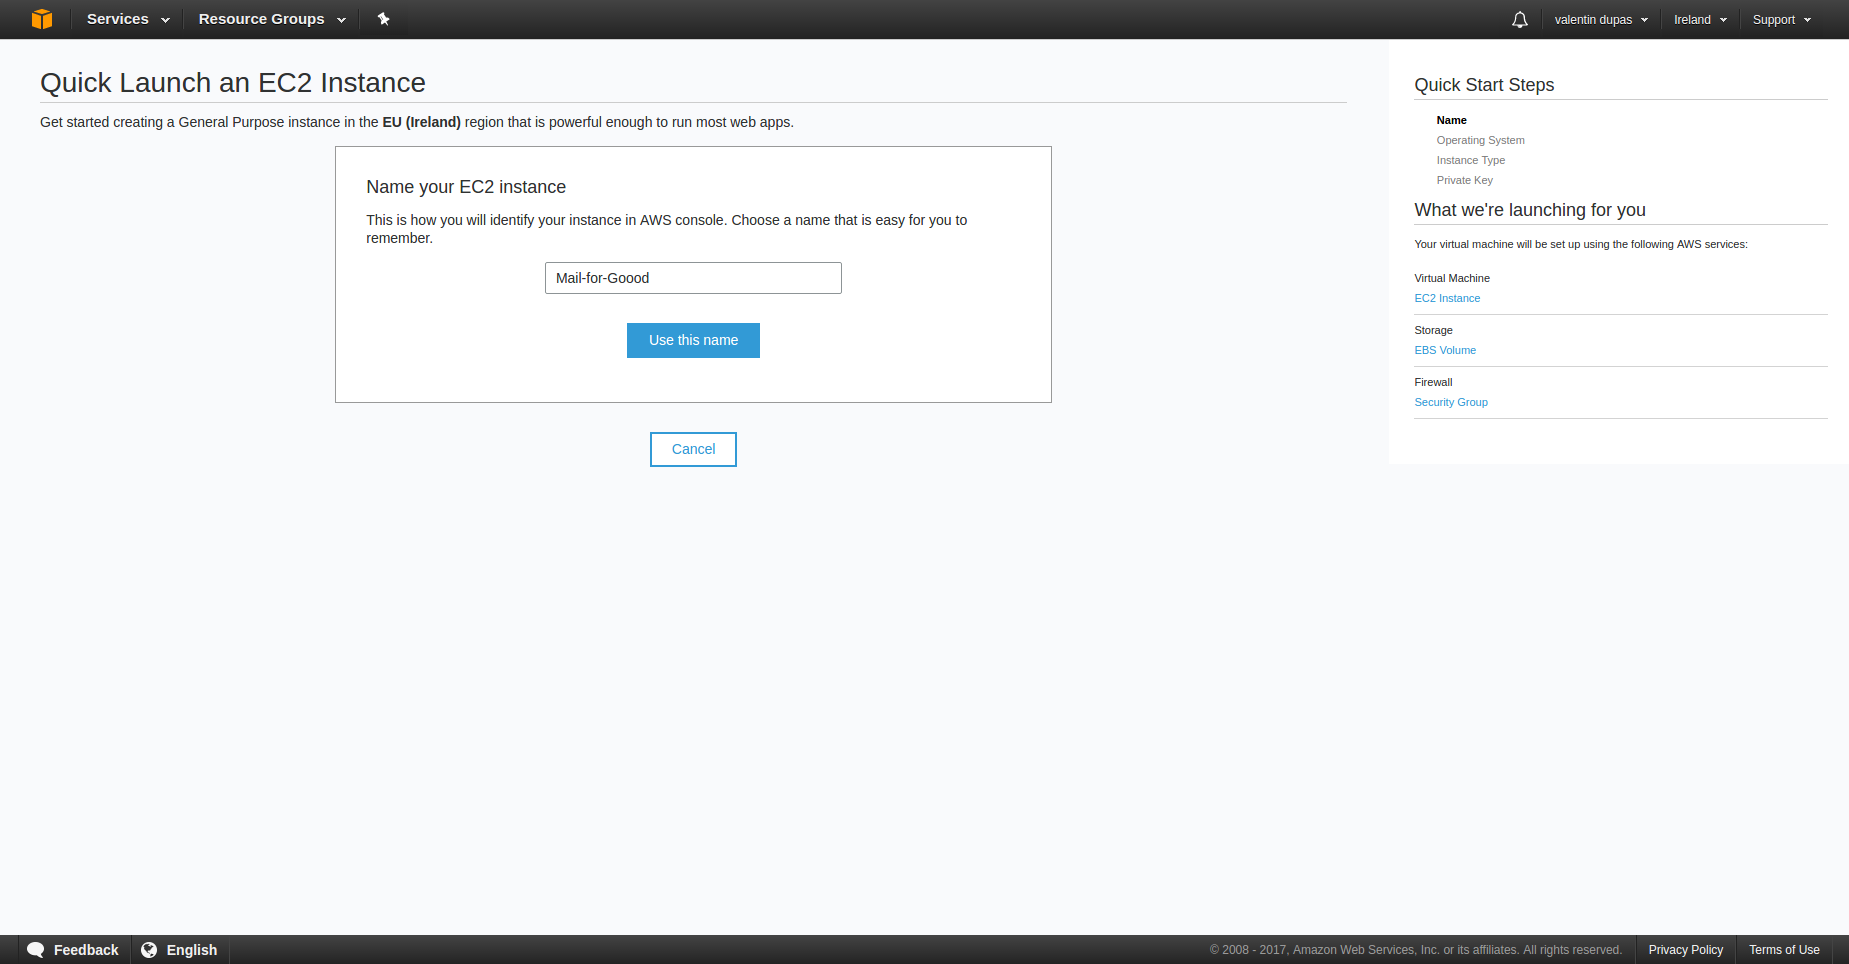 Services
Resource Groups
valentin dupas
Ireland
Support
Quick Launch an EC2 Instance
Get started creating a General Purpose instance in the EU (Ireland) region that is powerful enough to run most web apps.
Name your EC2 instance
This is how you will identify your instance in AWS console. Choose a name that is easy for you to
remember.
Mail-for-Goood
Use this name
Cancel
Quick Start Steps
Name
Operating System
Instance Type
Private Key
What we're launching for you
Your virtual machine will be set up using the following AWS services:
Virtual Machine
EC2 Instance
Storage
EBS Volume
Firewall
Security Group
Feedback
English
© 2008 - 2017, Amazon Web Services, Inc. or its affiliates. All rights reserved.
Privacy Policy
Terms of Use